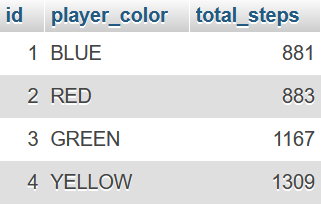 id player_color total_steps
1 BLUE 881
2 RED 883
3 GREEN 1167
4 YELLOW 1309